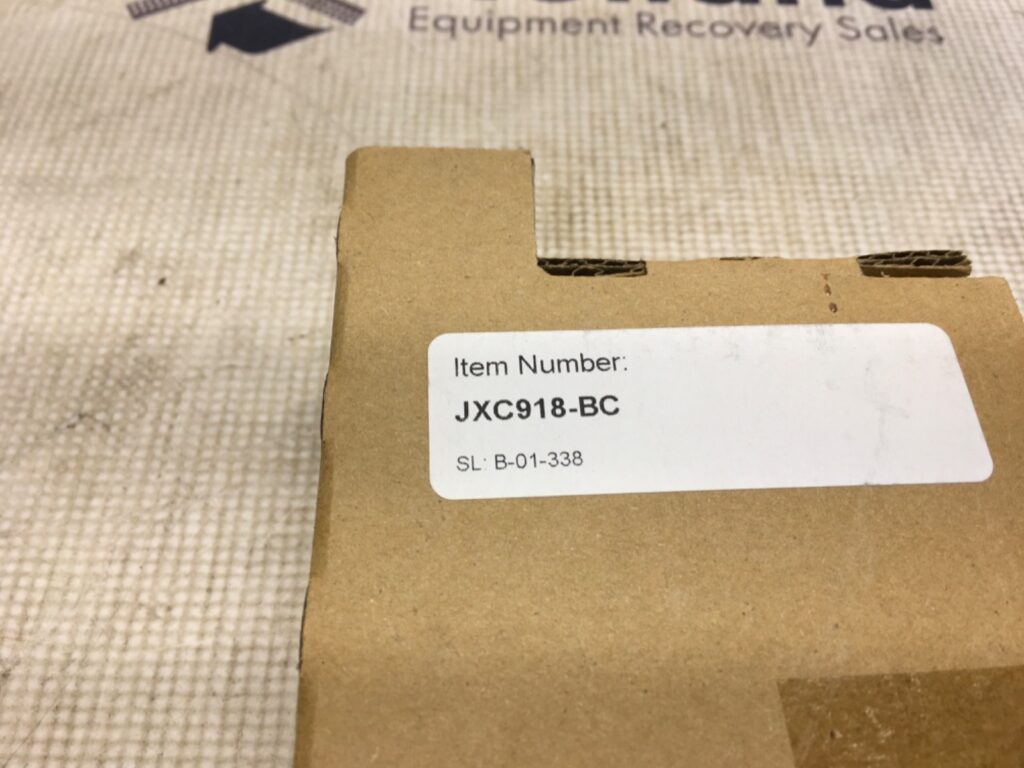 Equipment Recovery Sales
Item Number:
JXC918-BC
SL: B-01-338